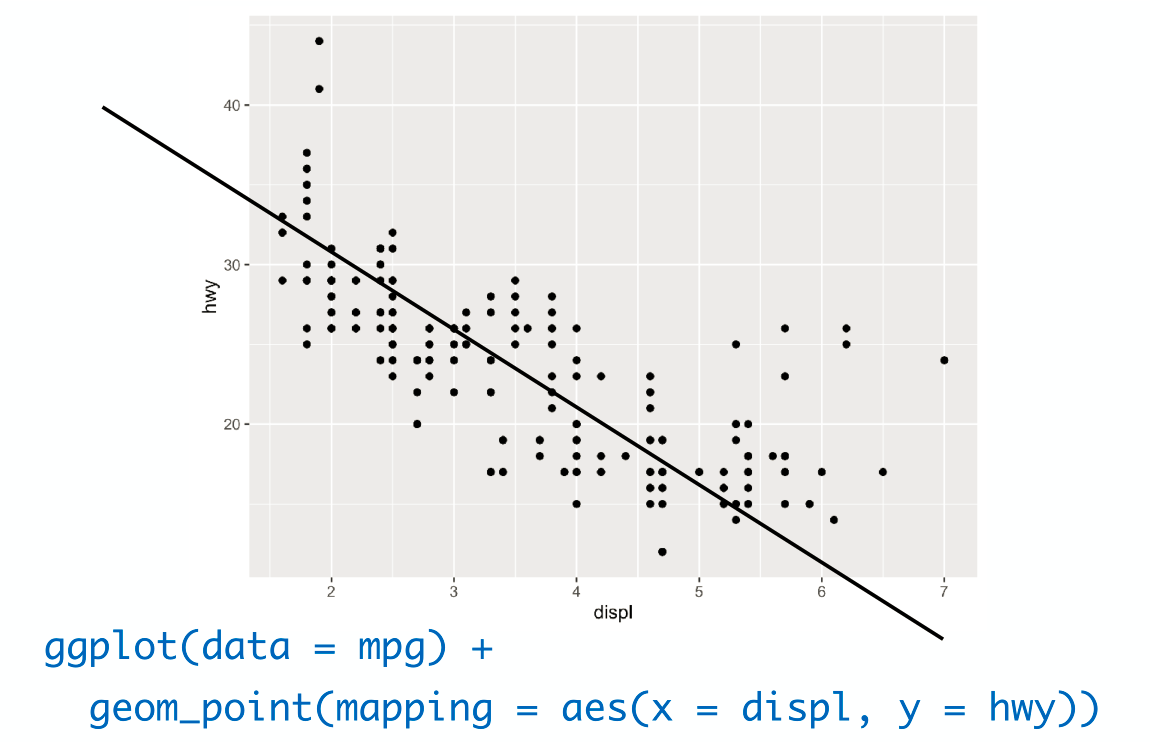 40
30
20
hwy
2 3 4 5 6 7
displ
ggplot(data = mpg) +
geom_point(mapping = aes(x = displ, y = hwy))